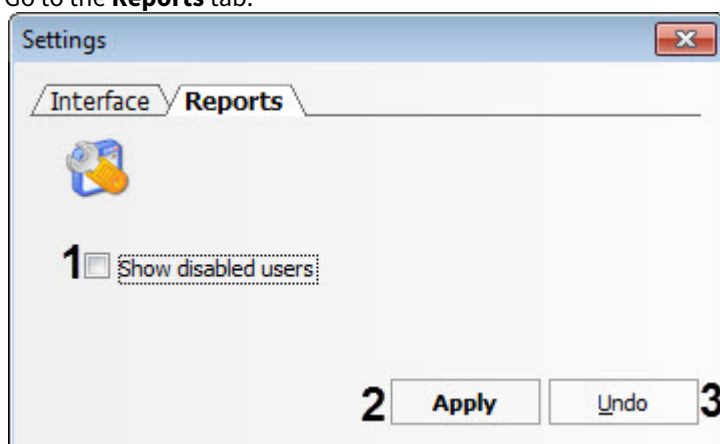 Go to the Reports tab.
Settings
Interface Reports
1 Show disabled users
2 Apply Undo 3